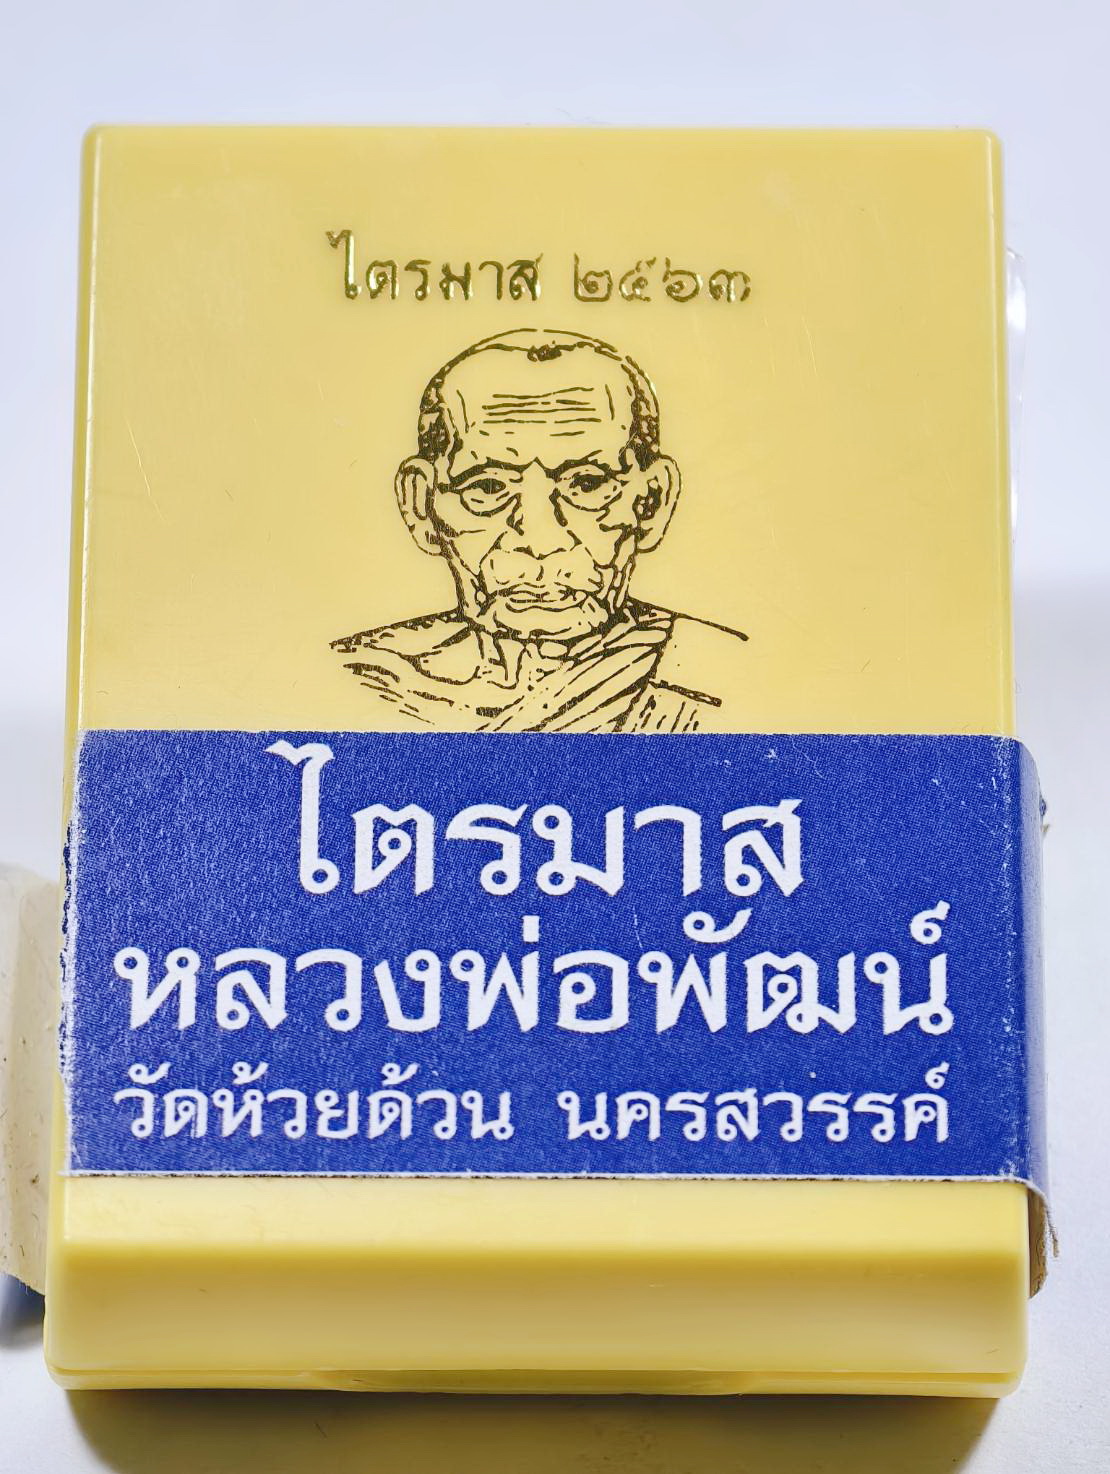 ไตรมาส ๒๕๖๓
ไตรมาส
หลวงพ่อพัฒน์
วัดห้วยด้วน นครสวรรค์